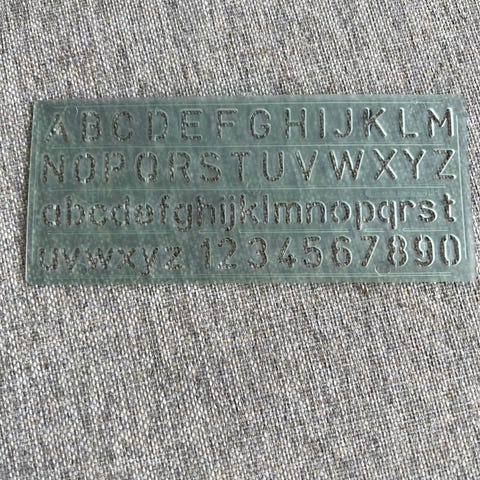 ABCDEFGHIJKLM
NOPQRSTUVWXYZ
abcdefghijklmnopqrst
uvwxyz 1234567890